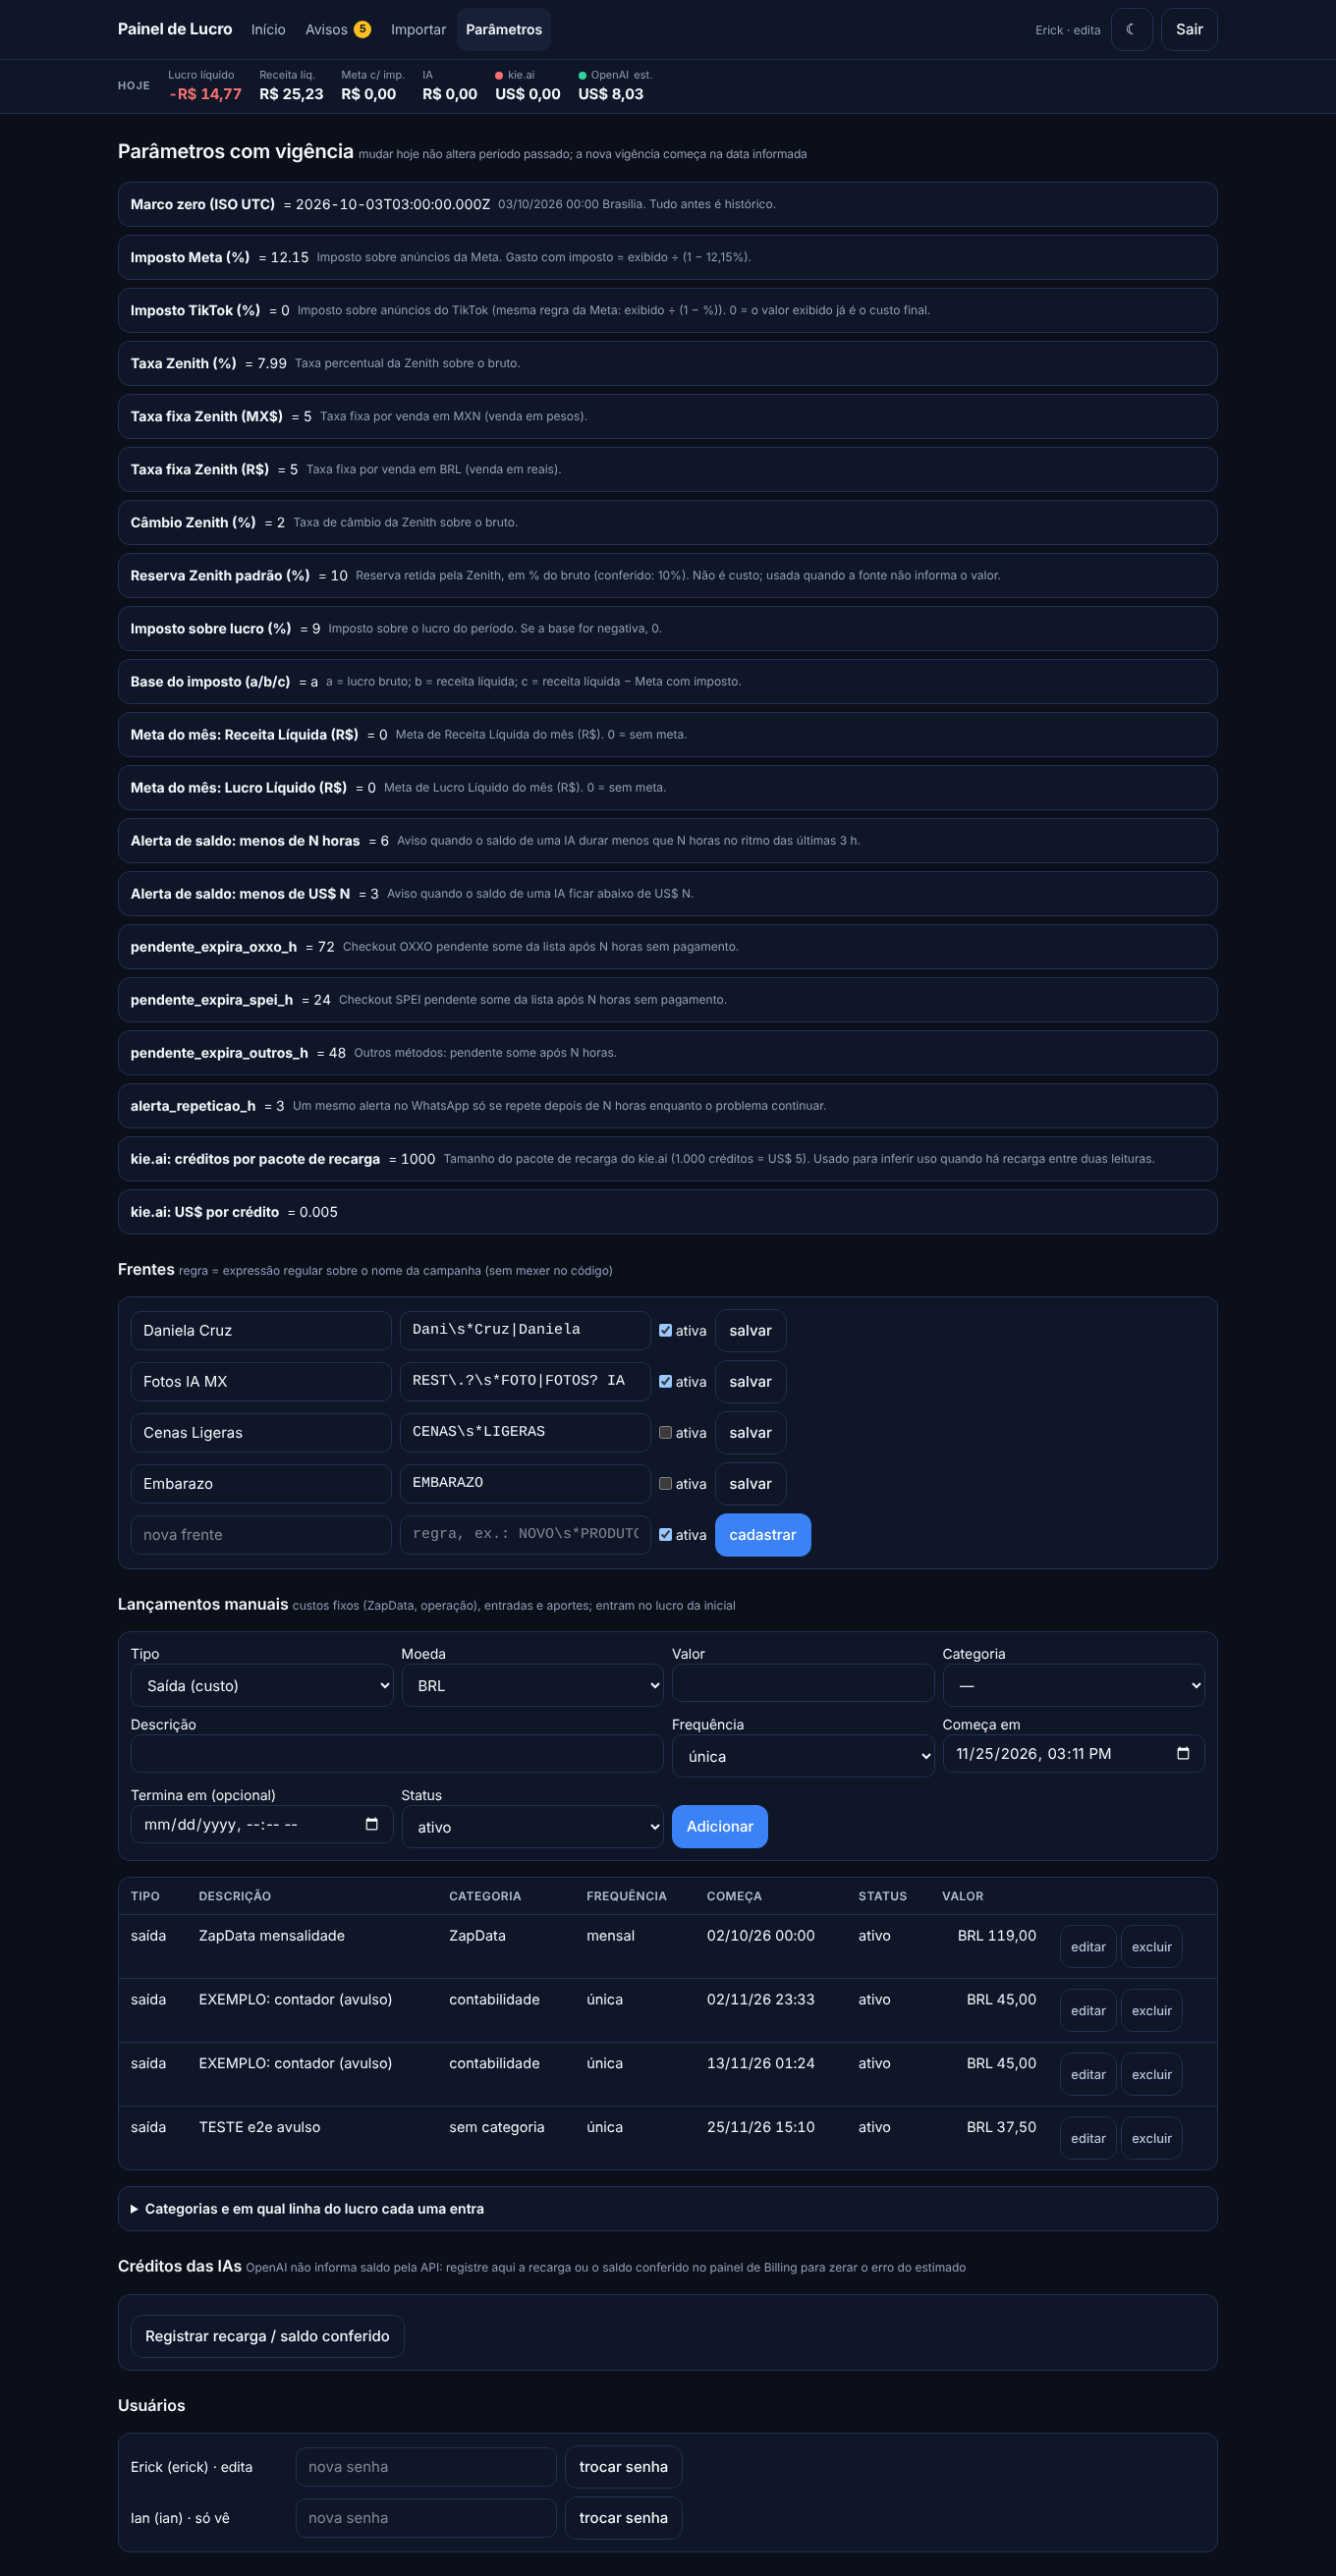 Painel de Lucro Início Avisos 5 Importar Parâmetros Erick · edita ☾ Sair
HOJE
Lucro líquido
-R$ 14,77
Receita líq.
R$ 25,23
Meta c/ imp.
R$ 0,00
IA
R$ 0,00
kie.ai
US$ 0,00
OpenAI est.
US$ 8,03
Parâmetros com vigência mudar hoje não altera período passado; a nova vigência começa na data informada
Marco zero (ISO UTC) = 2026-10-03T03:00:00.000Z 03/10/2026 00:00 Brasília. Tudo antes é histórico.
Imposto Meta (%) = 12.15 Imposto sobre anúncios da Meta. Gasto com imposto = exibido ÷ (1 − 12,15%).
Imposto TikTok (%) = 0 Imposto sobre anúncios do TikTok (mesma regra da Meta: exibido ÷ (1 − %)). 0 = o valor exibido já é o custo final.
Taxa Zenith (%) = 7.99 Taxa percentual da Zenith sobre o bruto.
Taxa fixa Zenith (MX$) = 5 Taxa fixa por venda em MXN (venda em pesos).
Taxa fixa Zenith (R$) = 5 Taxa fixa por venda em BRL (venda em reais).
Câmbio Zenith (%) = 2 Taxa de câmbio da Zenith sobre o bruto.
Reserva Zenith padrão (%) = 10 Reserva retida pela Zenith, em % do bruto (conferido: 10%). Não é custo; usada quando a fonte não informa o valor.
Imposto sobre lucro (%) = 9 Imposto sobre o lucro do período. Se a base for negativa, 0.
Base do imposto (a/b/c) = a a = lucro bruto; b = receita líquida; c = receita líquida − Meta com imposto.
Meta do mês: Receita Líquida (R$) = 0 Meta de Receita Líquida do mês (R$). 0 = sem meta.
Meta do mês: Lucro Líquido (R$) = 0 Meta de Lucro Líquido do mês (R$). 0 = sem meta.
Alerta de saldo: menos de N horas = 6 Aviso quando o saldo de uma IA durar menos que N horas no ritmo das últimas 3 h.
Alerta de saldo: menos de US$ N = 3 Aviso quando o saldo de uma IA ficar abaixo de US$ N.
pendente_expira_oxxo_h = 72 Checkout OXXO pendente some da lista após N horas sem pagamento.
pendente_expira_spei_h = 24 Checkout SPEI pendente some da lista após N horas sem pagamento.
pendente_expira_outros_h = 48 Outros métodos: pendente some após N horas.
alerta_repeticao_h = 3 Um mesmo alerta no WhatsApp só se repete depois de N horas enquanto o problema continuar.
kie.ai: créditos por pacote de recarga = 1000 Tamanho do pacote de recarga do kie.ai (1.000 créditos = US$ 5). Usado para inferir uso quando há recarga entre duas leituras.
kie.ai: US$ por crédito = 0.005
Frentes regra = expressão regular sobre o nome da campanha (sem mexer no código)
Daniela Cruz Dani\s*Cruz|Daniela ativa salvar
Fotos IA MX REST\.?\s*FOTO|FOTOS? IA ativa salvar
Cenas Ligeras CENAS\s*LIGERAS ativa salvar
Embarazo EMBARAZO ativa salvar
nova frente regra, ex.: NOVO\s*PRODUTO ativa cadastrar
Lançamentos manuais custos fixos (ZapData, operação), entradas e aportes; entram no lucro da inicial
Tipo Moeda Valor Categoria
Saída (custo) BRL —
Descrição Frequência Começa em
única 11/25/2026, 03:11 PM
Termina em (opcional) Status
mm/dd/yyyy, --:-- -- ativo Adicionar
TIPO DESCRIÇÃO CATEGORIA FREQUÊNCIA COMEÇA STATUS VALOR
saída ZapData mensalidade ZapData mensal 02/10/26 00:00 ativo BRL 119,00 editar excluir
saída EXEMPLO: contador (avulso) contabilidade única 02/11/26 23:33 ativo BRL 45,00 editar excluir
saída EXEMPLO: contador (avulso) contabilidade única 13/11/26 01:24 ativo BRL 45,00 editar excluir
saída TESTE e2e avulso sem categoria única 25/11/26 15:10 ativo BRL 37,50 editar excluir
Categorias e em qual linha do lucro cada uma entra
Créditos das IAs OpenAI não informa saldo pela API: registre aqui a recarga ou o saldo conferido no painel de Billing para zerar o erro do estimado
Registrar recarga / saldo conferido
Usuários
Erick (erick) · edita nova senha trocar senha
Ian (ian) · só vê nova senha trocar senha